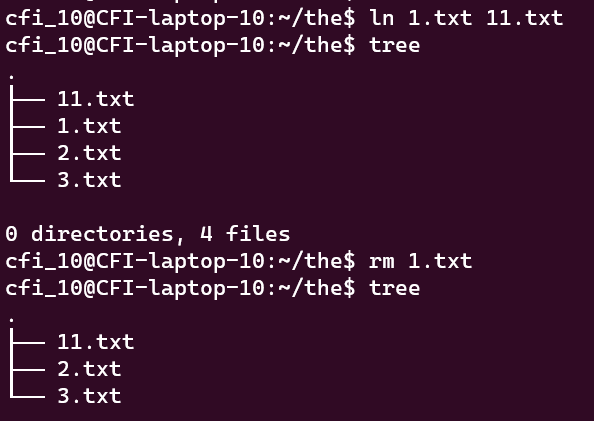 cfi_10@CFI-laptop-10:~/the$ ln 1.txt 11.txt
cfi_10@CFI-laptop-10:~/the$ tree
.
├── 11.txt
├── 1.txt
├── 2.txt
└── 3.txt
0 directories, 4 files
cfi_10@CFI-laptop-10:~/the$ rm 1.txt
cfi_10@CFI-laptop-10:~/the$ tree
.
├── 11.txt
├── 2.txt
└── 3.txt